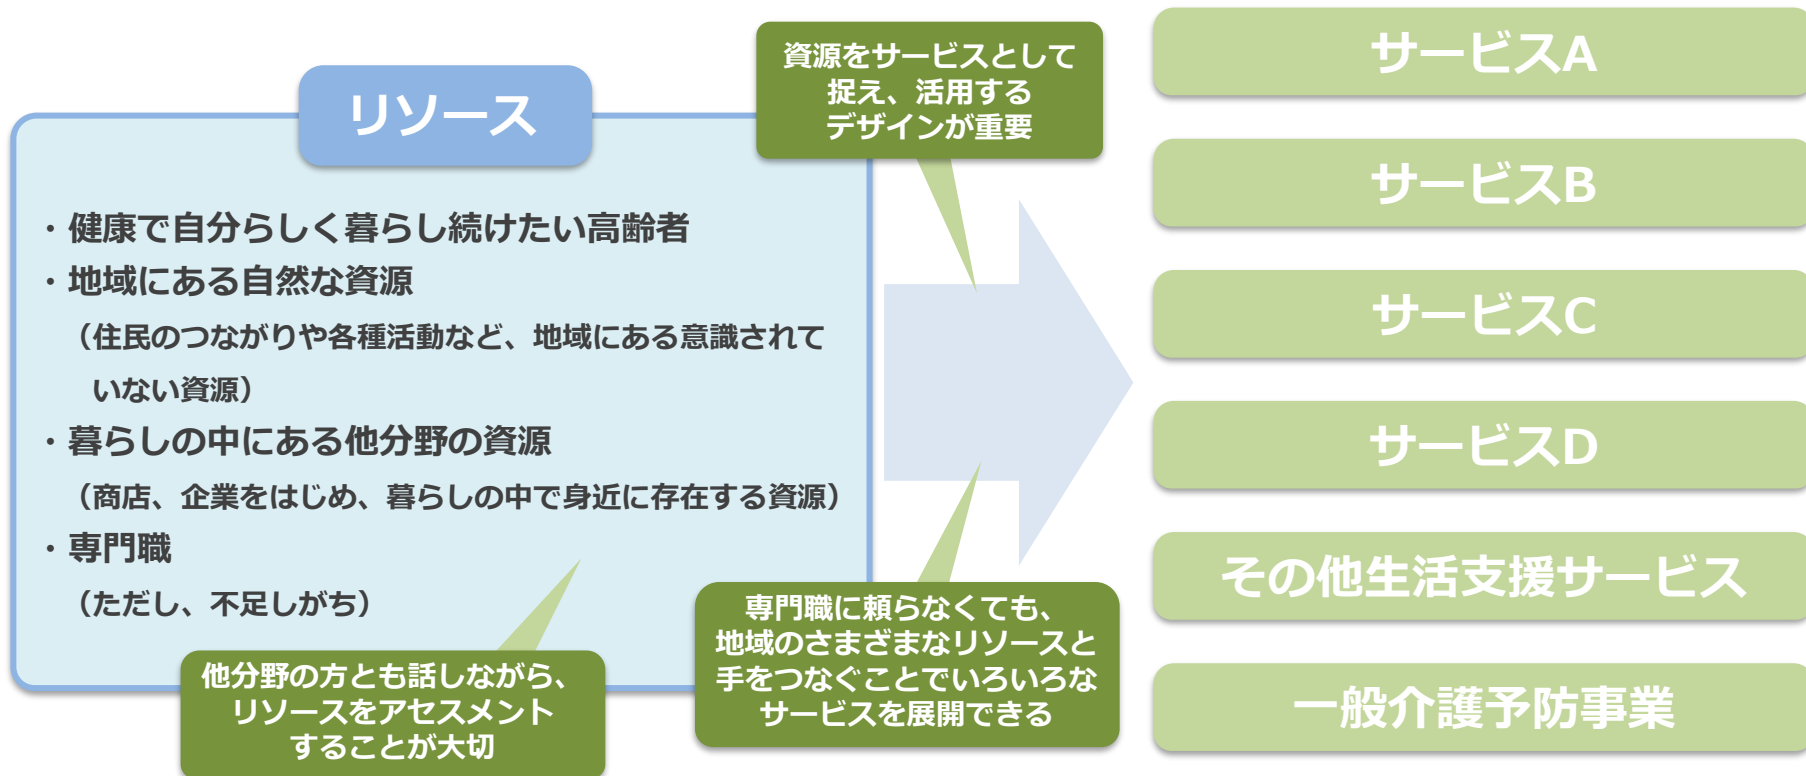 リソース
・健康で自分らしく暮らし続けたい高齢者
・地域にある自然な資源
（住民のつながりや各種活動など、地域にある意識されて
いない資源）
・暮らしの中にある他分野の資源
（商店、企業をはじめ、暮らしの中で身近に存在する資源）
・専門職
（ただし、不足しがち）
他分野の方とも話しながら、
リソースをアセスメント
することが大切
資源をサービスとして
捉え、活用する
デザインが重要
専門職に頼らなくても、
地域のさまざまなリソースと
手をつなぐことでいろいろな
サービスを展開できる
サービスA
サービスB
サービスC
サービスD
その他生活支援サービス
一般介護予防事業